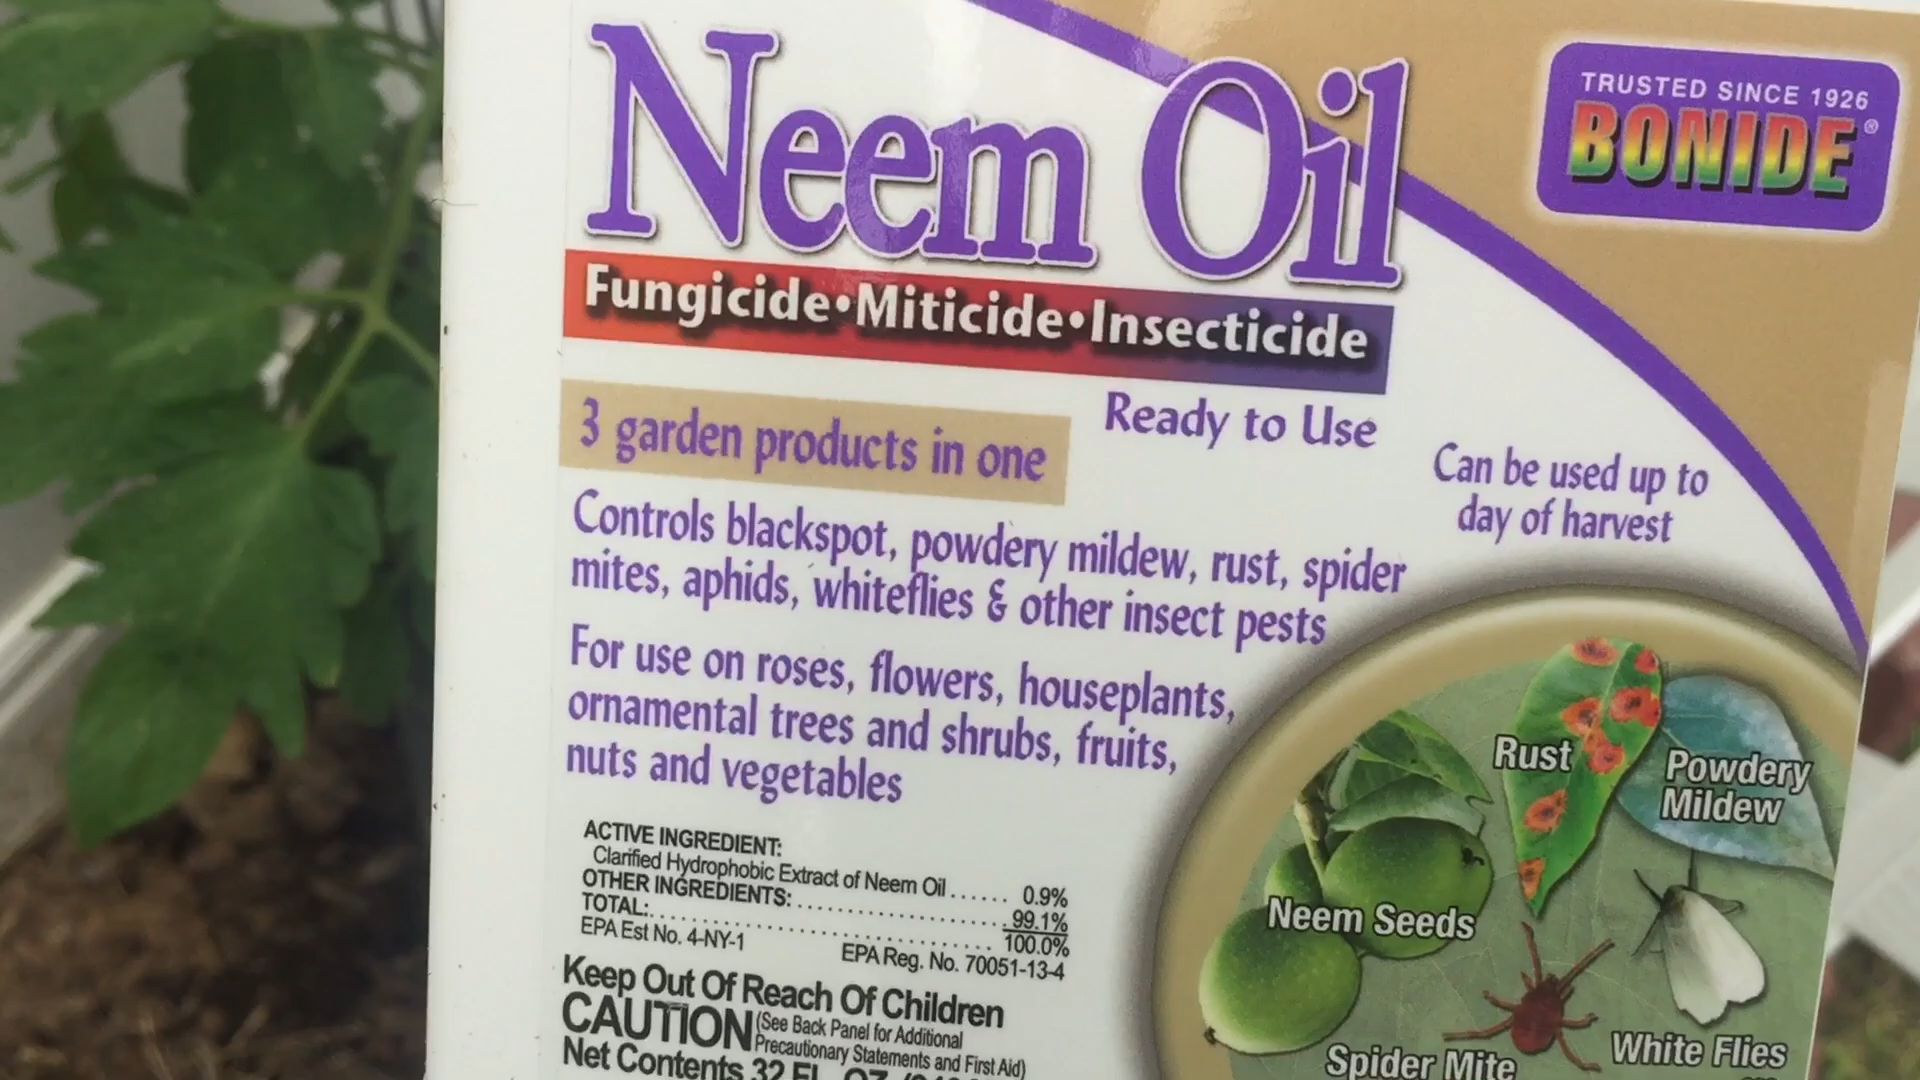 Neem Oil
TRUSTED SINCE 1926
BONIDE®
Fungicide•Miticide•Insecticide
3 garden products in one
Ready to Use
Can be used up to
day of harvest
Controls blackspot, powdery mildew, rust, spider
mites, aphids, whiteflies & other insect pests
For use on roses, flowers, houseplants,
ornamental trees and shrubs, fruits,
nuts and vegetables
ACTIVE INGREDIENT:
Clarified Hydrophobic Extract of Neem Oil ...... 0.9%
OTHER INGREDIENTS: .................... 99.1%
TOTAL:.................................. 100.0%
EPA Est No. 4-NY-1 EPA Reg. No. 70051-13-4
Keep Out Of Reach Of Children
CAUTION (See Back Panel for Additional
Precautionary Statements and First Aid)
Net Contents 32 FL. OZ.
Rust
Powdery
Mildew
Neem Seeds
Spider Mite
White Flies